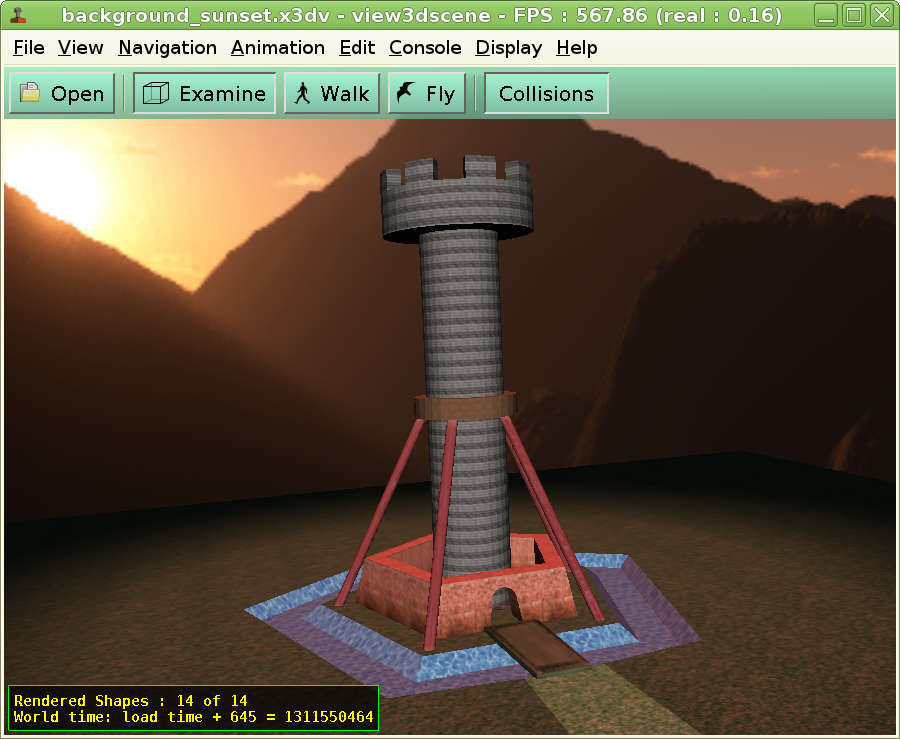 background_sunset.x3dv - view3dscene - FPS : 567.86 (real : 0.16)
File View Navigation Animation Edit Console Display Help
Open Examine Walk Fly Collisions
Rendered Shapes : 14 of 14
World time: load time + 645 = 1311550464